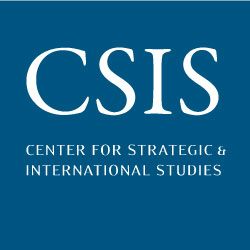 CSIS
CENTER FOR STRATEGIC &
INTERNATIONAL STUDIES